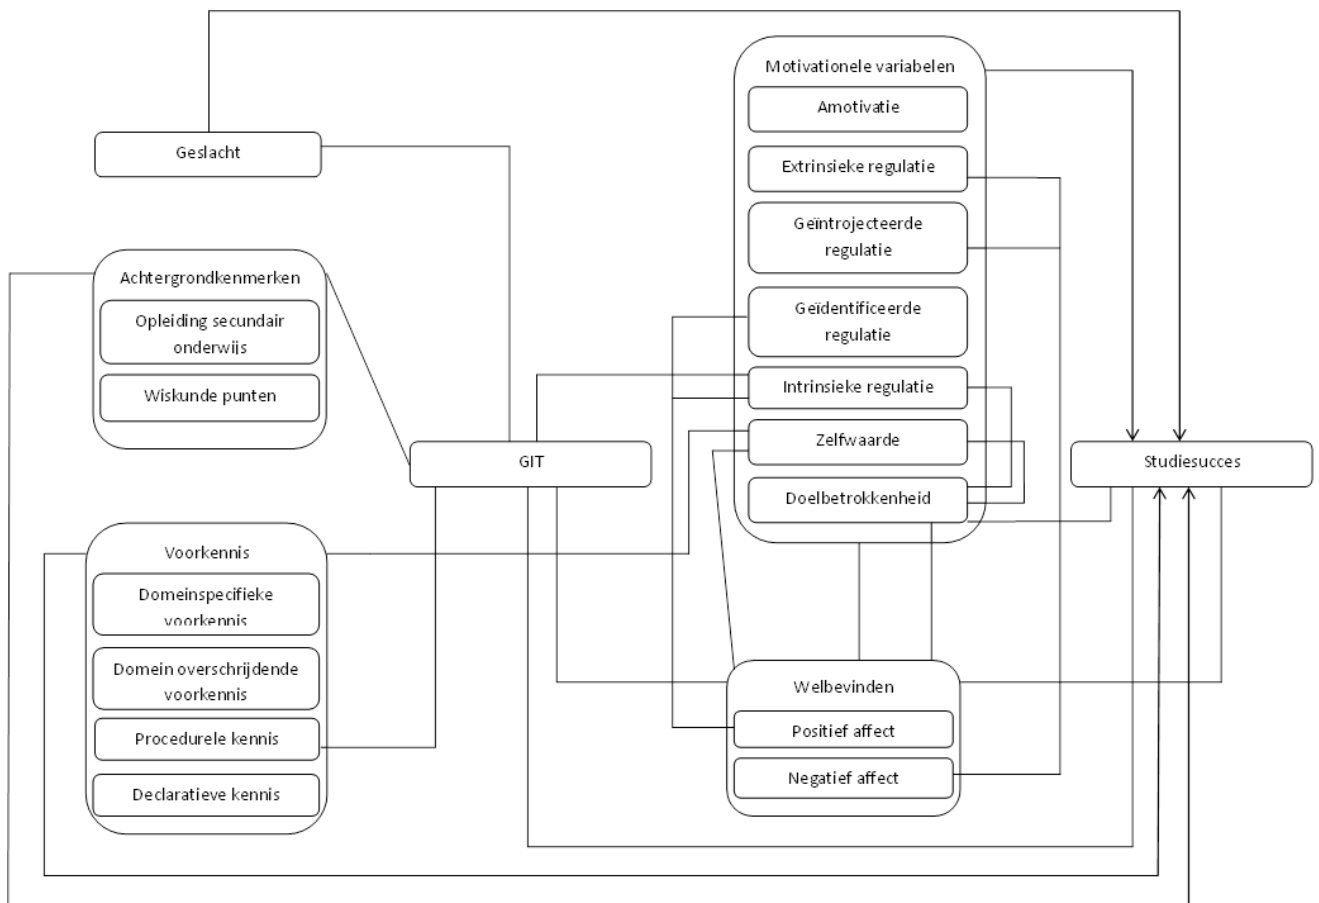 Geslacht
Achtergrondkenmerken
Opleiding secundair
onderwijs
Wiskunde punten
Voorkennis
Domeinspecifieke
voorkennis
Domein overschrijdende
voorkennis
Procedurele kennis
Declaratieve kennis
GIT
Motivationele variabelen
Amotivatie
Extrinsieke regulatie
Geïntrojecteerde
regulatie
Geïdentificeerde
regulatie
Intrinsieke regulatie
Zelfwaarde
Doelbetrokkenheid
Welbevinden
Positief affect
Negatief affect
Studiesucces